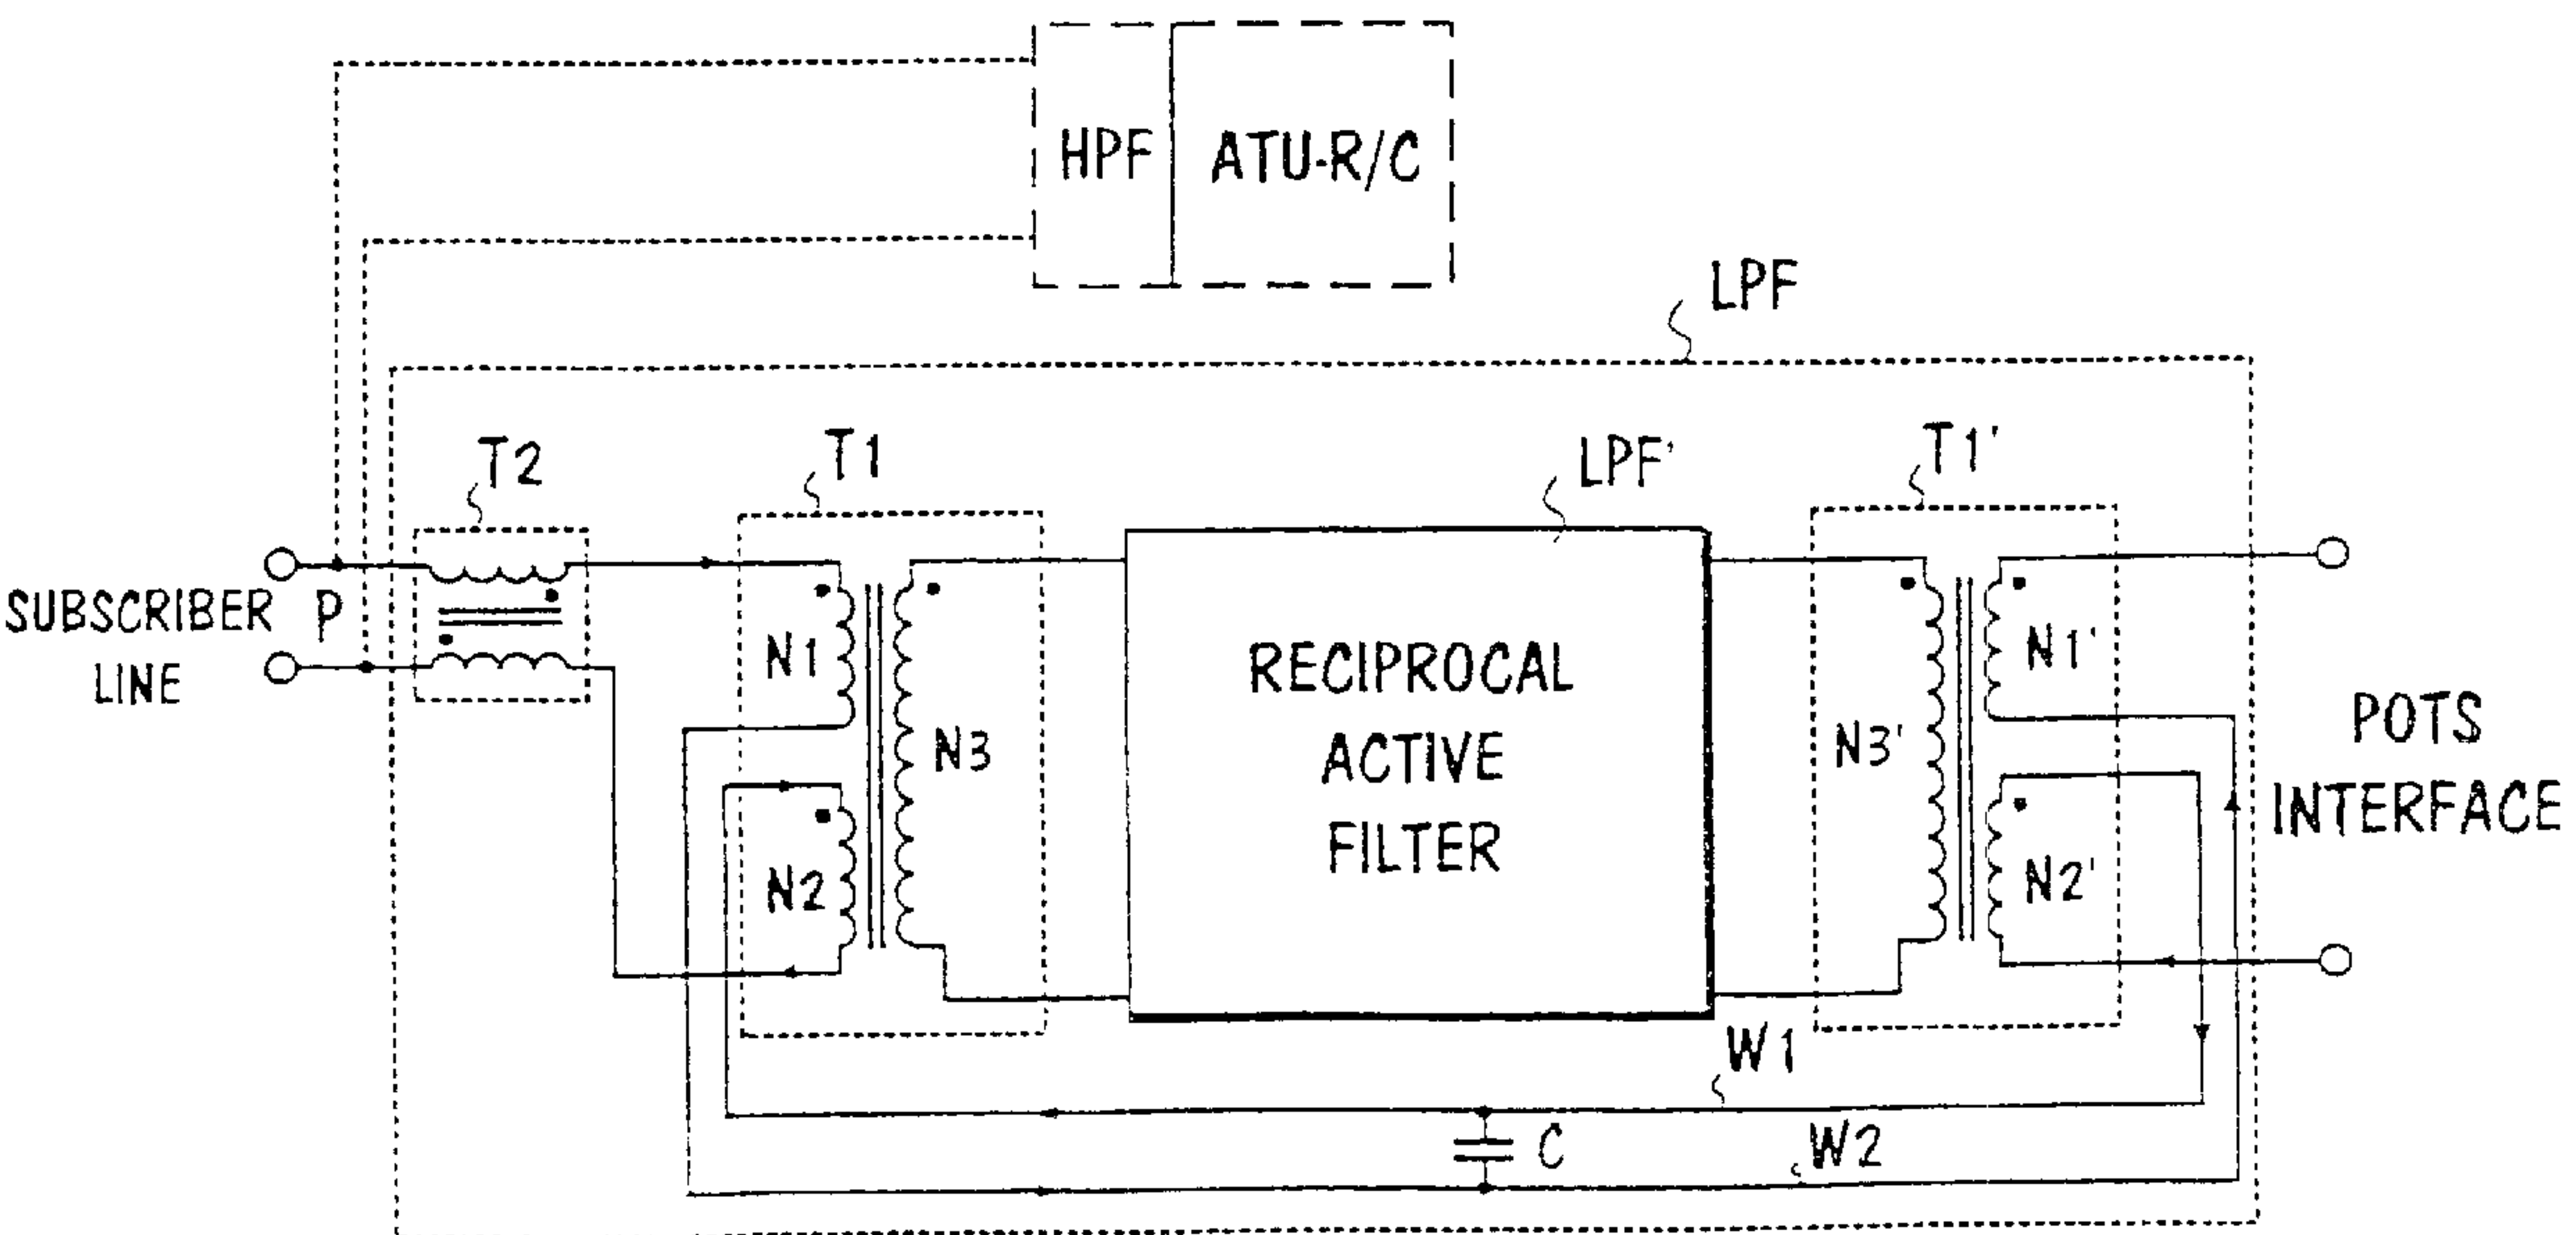 HPF
ATU-R/C
LPF
T2
T1
LPF'
T1'
SUBSCRIBER
LINE
P
N1
N2
N3
RECIPROCAL
ACTIVE
FILTER
N3'
N1'
N2'
POTS
INTERFACE
W1
C
W2